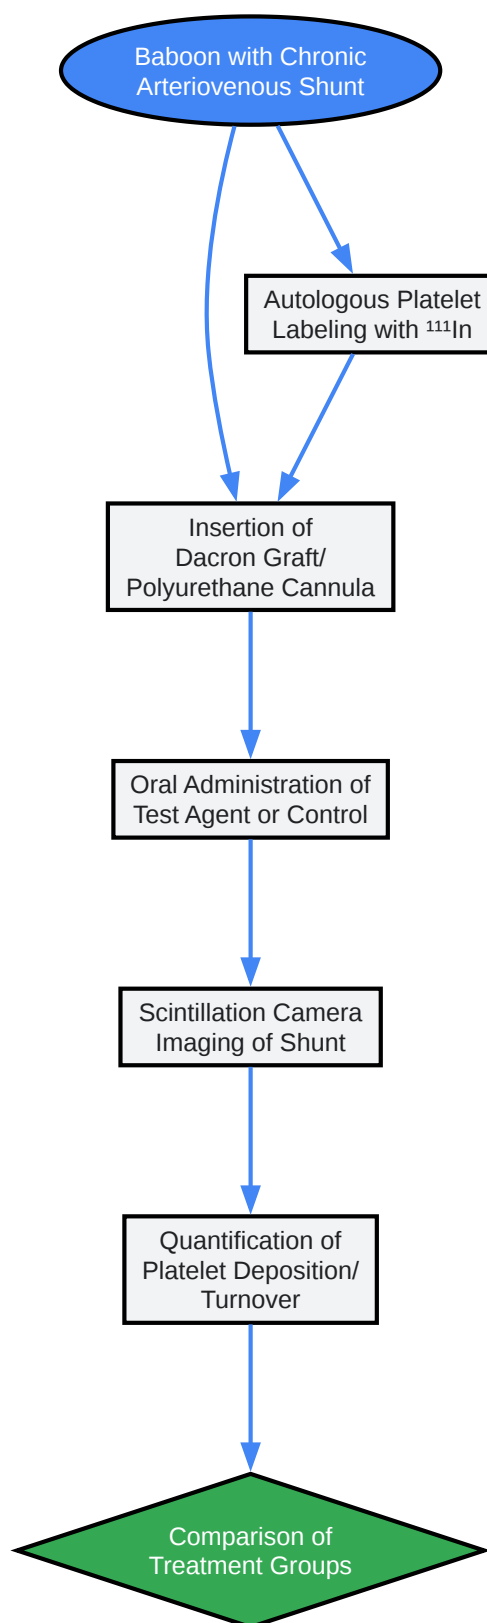 Baboon with Chronic
Arteriovenous Shunt
Autologous Platelet
Labeling with ¹¹¹In
Insertion of
Dacron Graft/
Polyurethane Cannula
Oral Administration of
Test Agent or Control
Scintillation Camera
Imaging of Shunt
Quantification of
Platelet Deposition/
Turnover
Comparison of
Treatment Groups